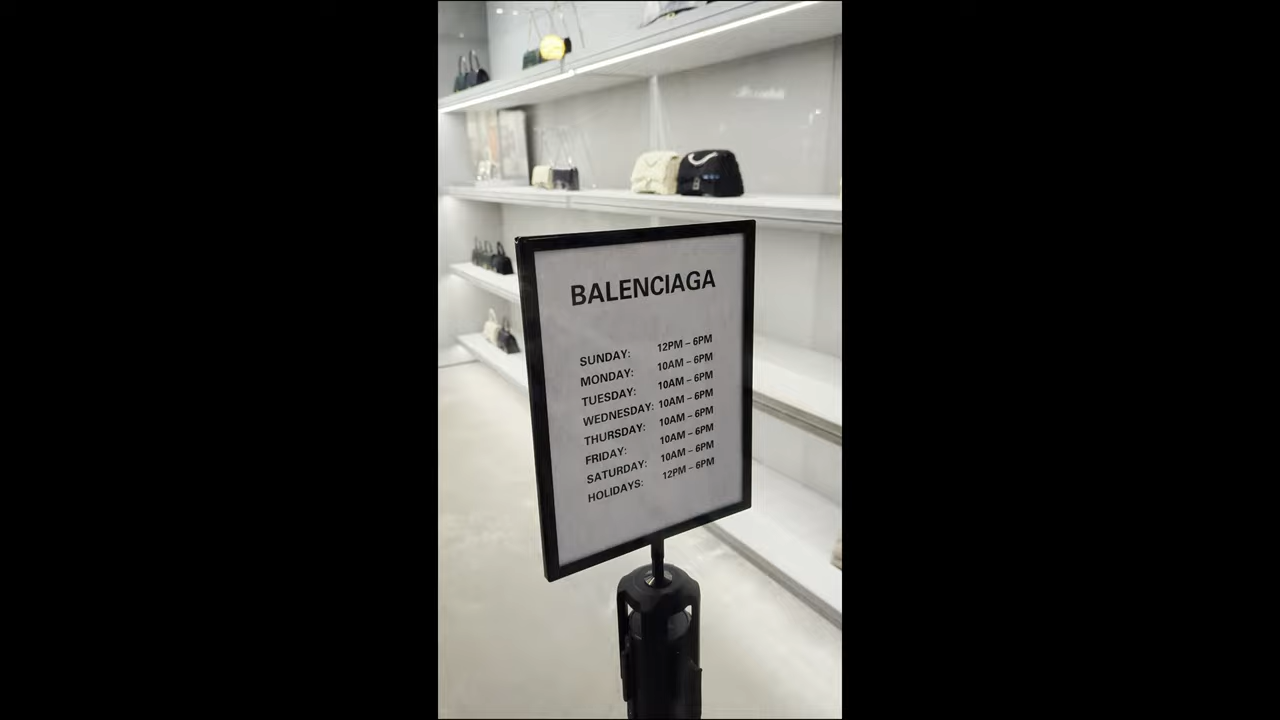 BALENCIAGA
SUNDAY: 12PM – 6PM
MONDAY: 10AM – 6PM
TUESDAY: 10AM – 6PM
WEDNESDAY: 10AM – 6PM
THURSDAY: 10AM – 6PM
FRIDAY: 10AM – 6PM
SATURDAY: 10AM – 6PM
HOLIDAYS: 12PM – 6PM